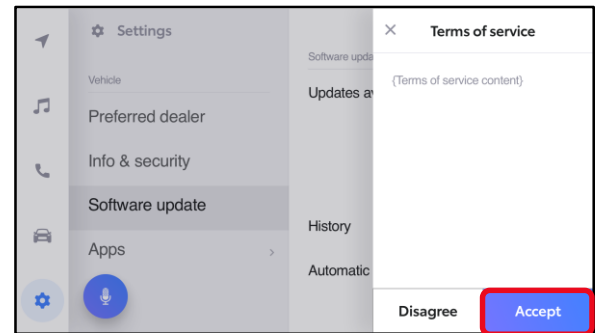 Settings
Vehicle
Preferred dealer
Info & security
Software update
Apps
Software upda
Updates av
History
Automatic
Terms of service
{Terms of service content}
Disagree
Accept